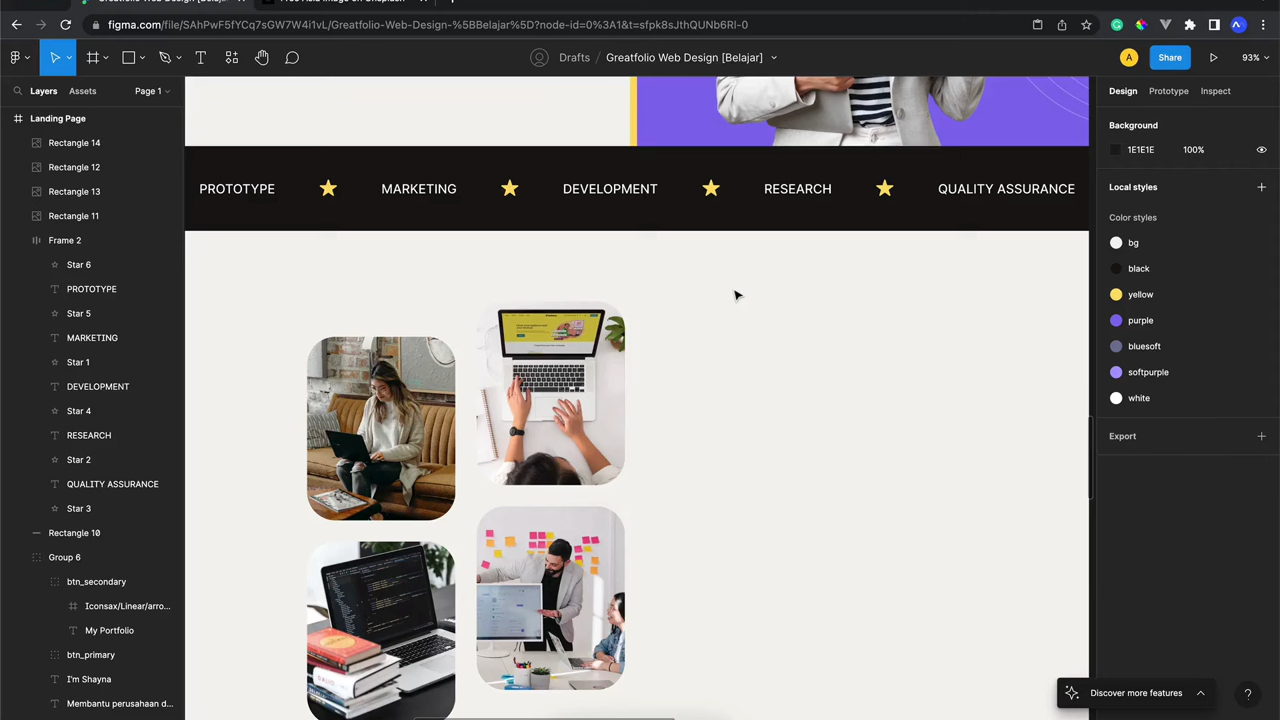 figma.com/file/SAhPwF5fYCq7sGW7W4i1vL/Greatfolio-Web-Design-%5BBelajar%5D?node-id=0%3A1&t=sfpk8sJthQUNb6Rl-0
Drafts / Greatfolio Web Design [Belajar]
A
Share
93%
Layers
Assets
Page 1
Landing Page
Rectangle 14
Rectangle 12
Rectangle 13
Rectangle 11
Frame 2
Star 6
PROTOTYPE
Star 5
MARKETING
Star 1
DEVELOPMENT
Star 4
RESEARCH
Star 2
QUALITY ASSURANCE
Star 3
Rectangle 10
Group 6
btn_secondary
Iconsax/Linear/arro...
My Portfolio
btn_primary
I'm Shayna
Membantu perusahaan d...
PROTOTYPE
MARKETING
DEVELOPMENT
RESEARCH
QUALITY ASSURANCE
Design
Prototype
Inspect
Background
1E1E1E
100%
Local styles
Color styles
bg
black
yellow
purple
bluesoft
softpurple
white
Export
Discover more features
?